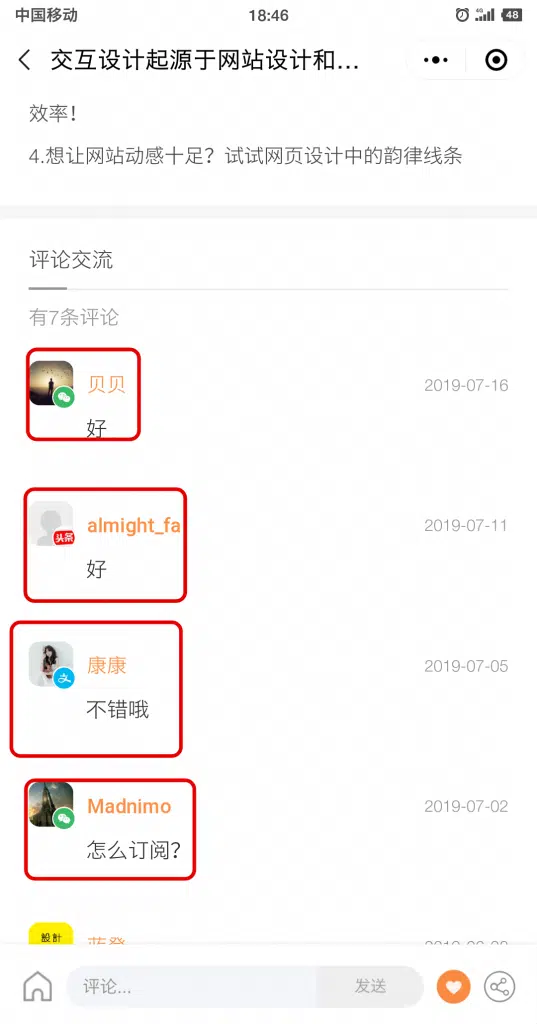 中国移动 18:46 4G 48
交互设计起源于网站设计和...
效率!
4.想让网站动感十足?试试网页设计中的韵律线条
评论交流
有7条评论
贝贝 2019-07-16
好
almight_fa 2019-07-11
头条
好
康康 2019-07-05
支
不错哦
Madnimo 2019-07-02
怎么订阅?
設計
评论... 发送